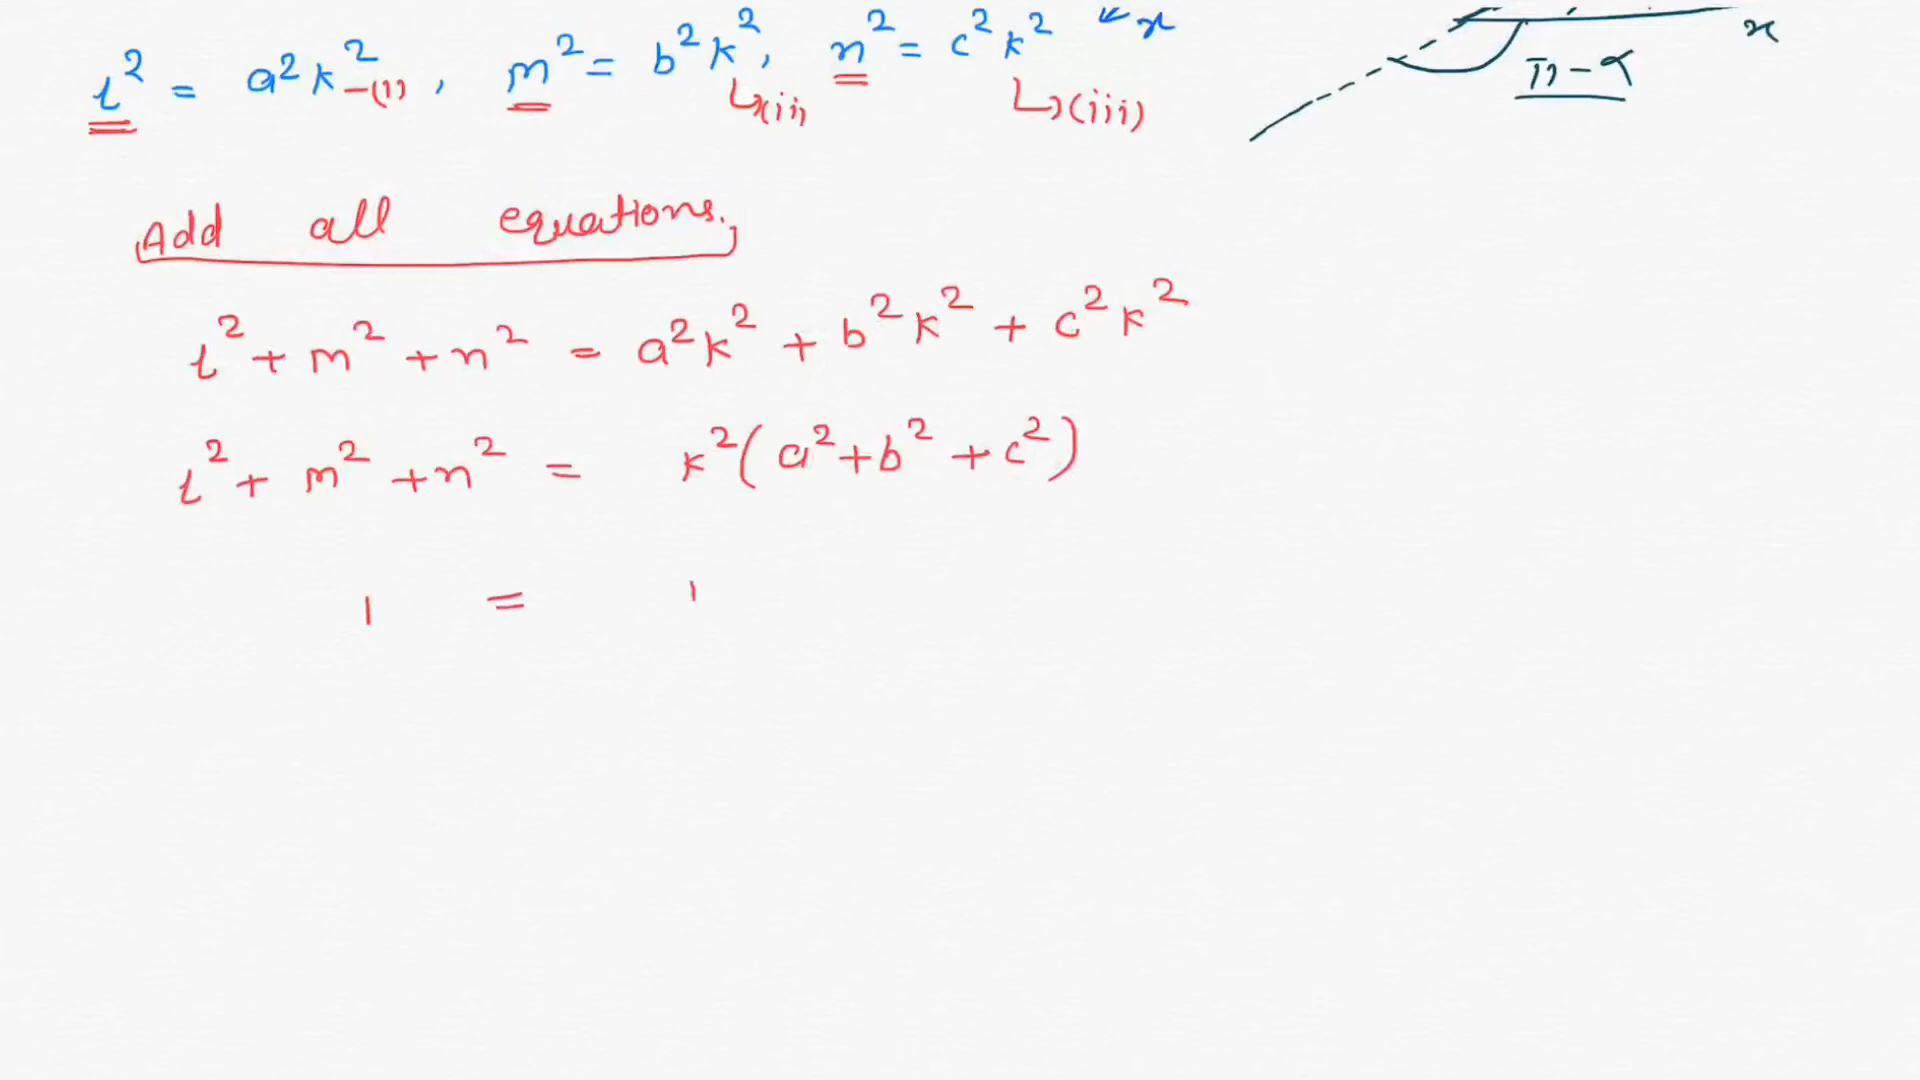 l² = a²k² -(i) , m² = b²k² , n² = c²k²
↳(ii) ↳(iii)
x
x
π-α
Add all equations.
l² + m² + n² = a²k² + b²k² + c²k²
l² + m² + n² = k²( a² + b² + c²)
1 = 1